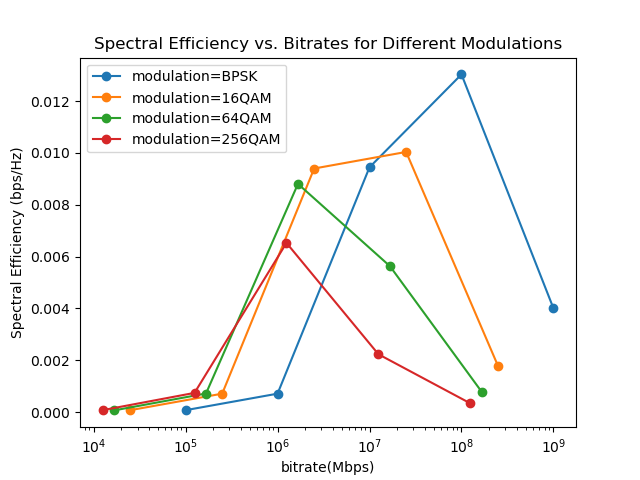 Spectral Efficiency vs. Bitrates for Different Modulations
modulation=BPSK
modulation=16QAM
modulation=64QAM
modulation=256QAM
Spectral Efficiency (bps/Hz)
0.012
0.010
0.008
0.006
0.004
0.002
0.000
10⁴ 10⁵ 10⁶ 10⁷ 10⁸ 10⁹
bitrate(Mbps)